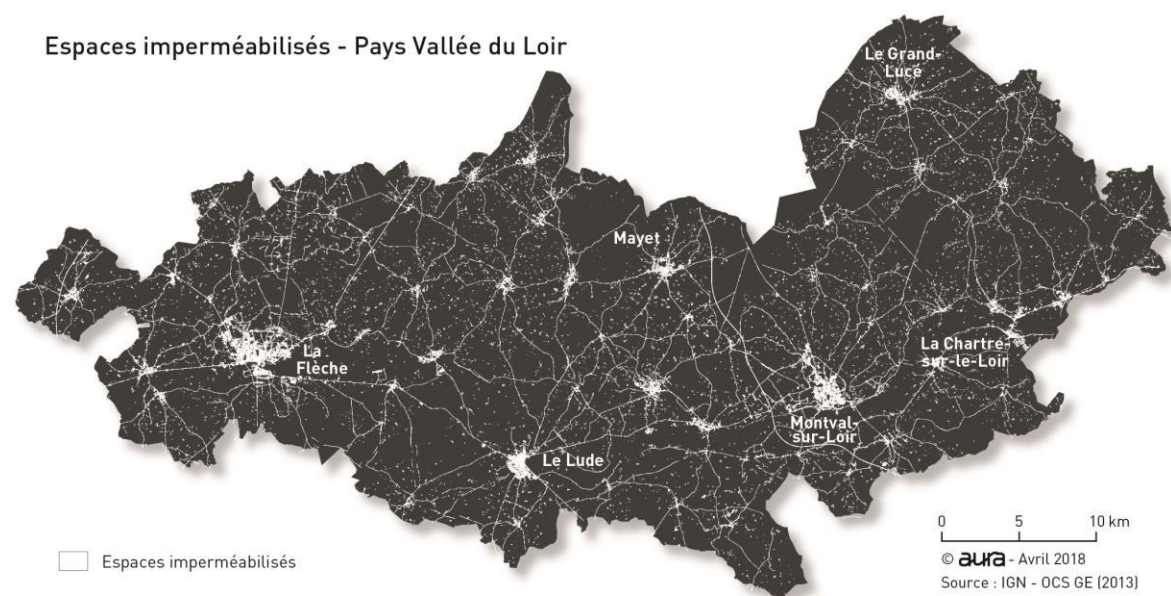 Espaces imperméabilisés - Pays Vallée du Loir
Le Grand-
Lucé
Mayet
La
Flèche
La Chartre-
sur-le-Loir
Montval-
sur-Loir
Le Lude
0 5 10 km
Espaces imperméabilisés
© aura - Avril 2018
Source : IGN - OCS GE (2013)